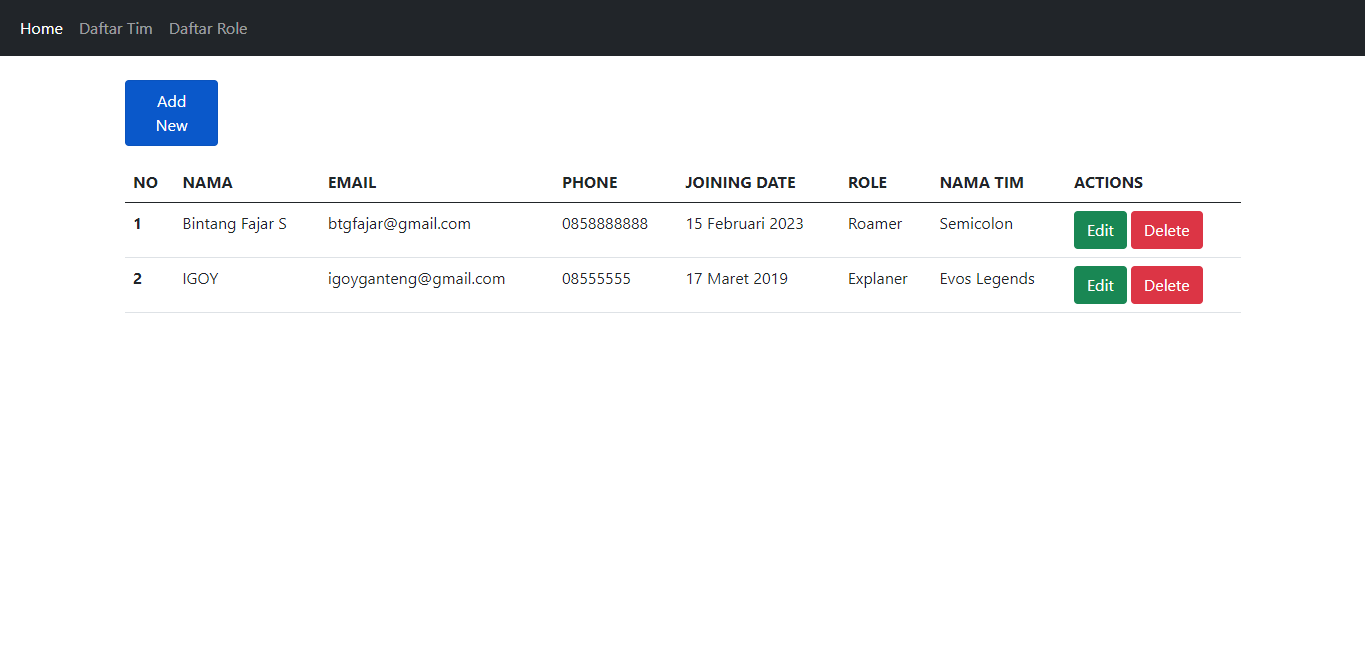 Home Daftar Tim Daftar Role
Add
New
NO NAMA EMAIL PHONE JOINING DATE ROLE NAMA TIM ACTIONS
1 Bintang Fajar S btgfajar@gmail.com 0858888888 15 Februari 2023 Roamer Semicolon Edit Delete
2 IGOY igoyganteng@gmail.com 08555555 17 Maret 2019 Explaner Evos Legends Edit Delete